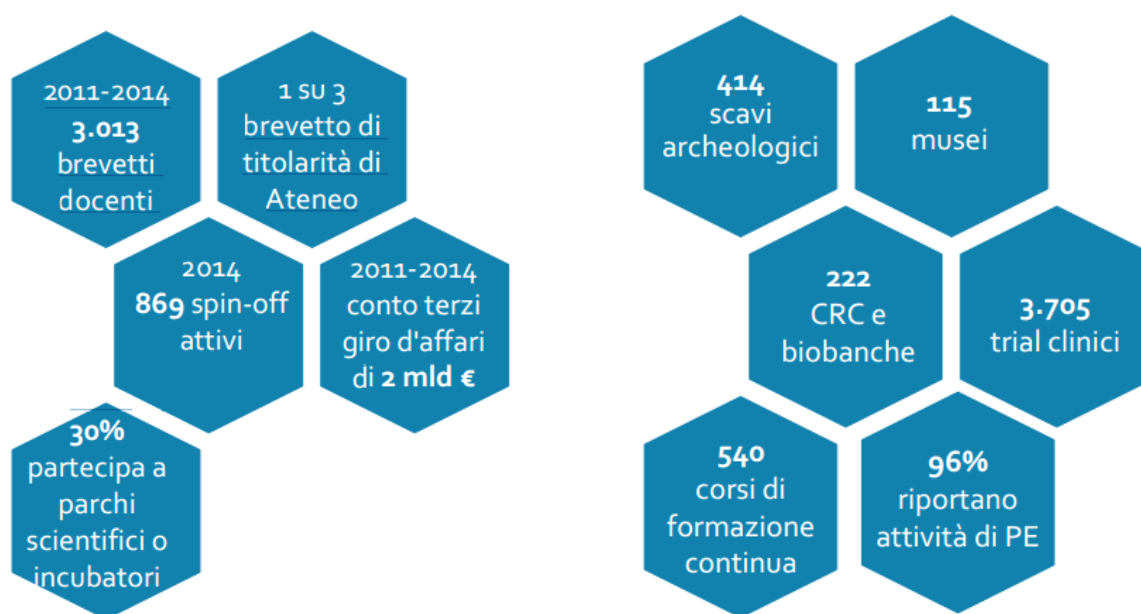 2011-2014
3.013
brevetti
docenti
1 su 3
brevetto di
titolarità di
Ateneo
2014
869 spin-off
attivi
2011-2014
conto terzi
giro d'affari
di 2 mld €
30%
partecipa a
parchi
scientifici o
incubatori
414
scavi
archeologici
115
musei
222
CRC e
biobanche
3.705
trial clinici
540
corsi di
formazione
continua
96%
riportano
attività di PE